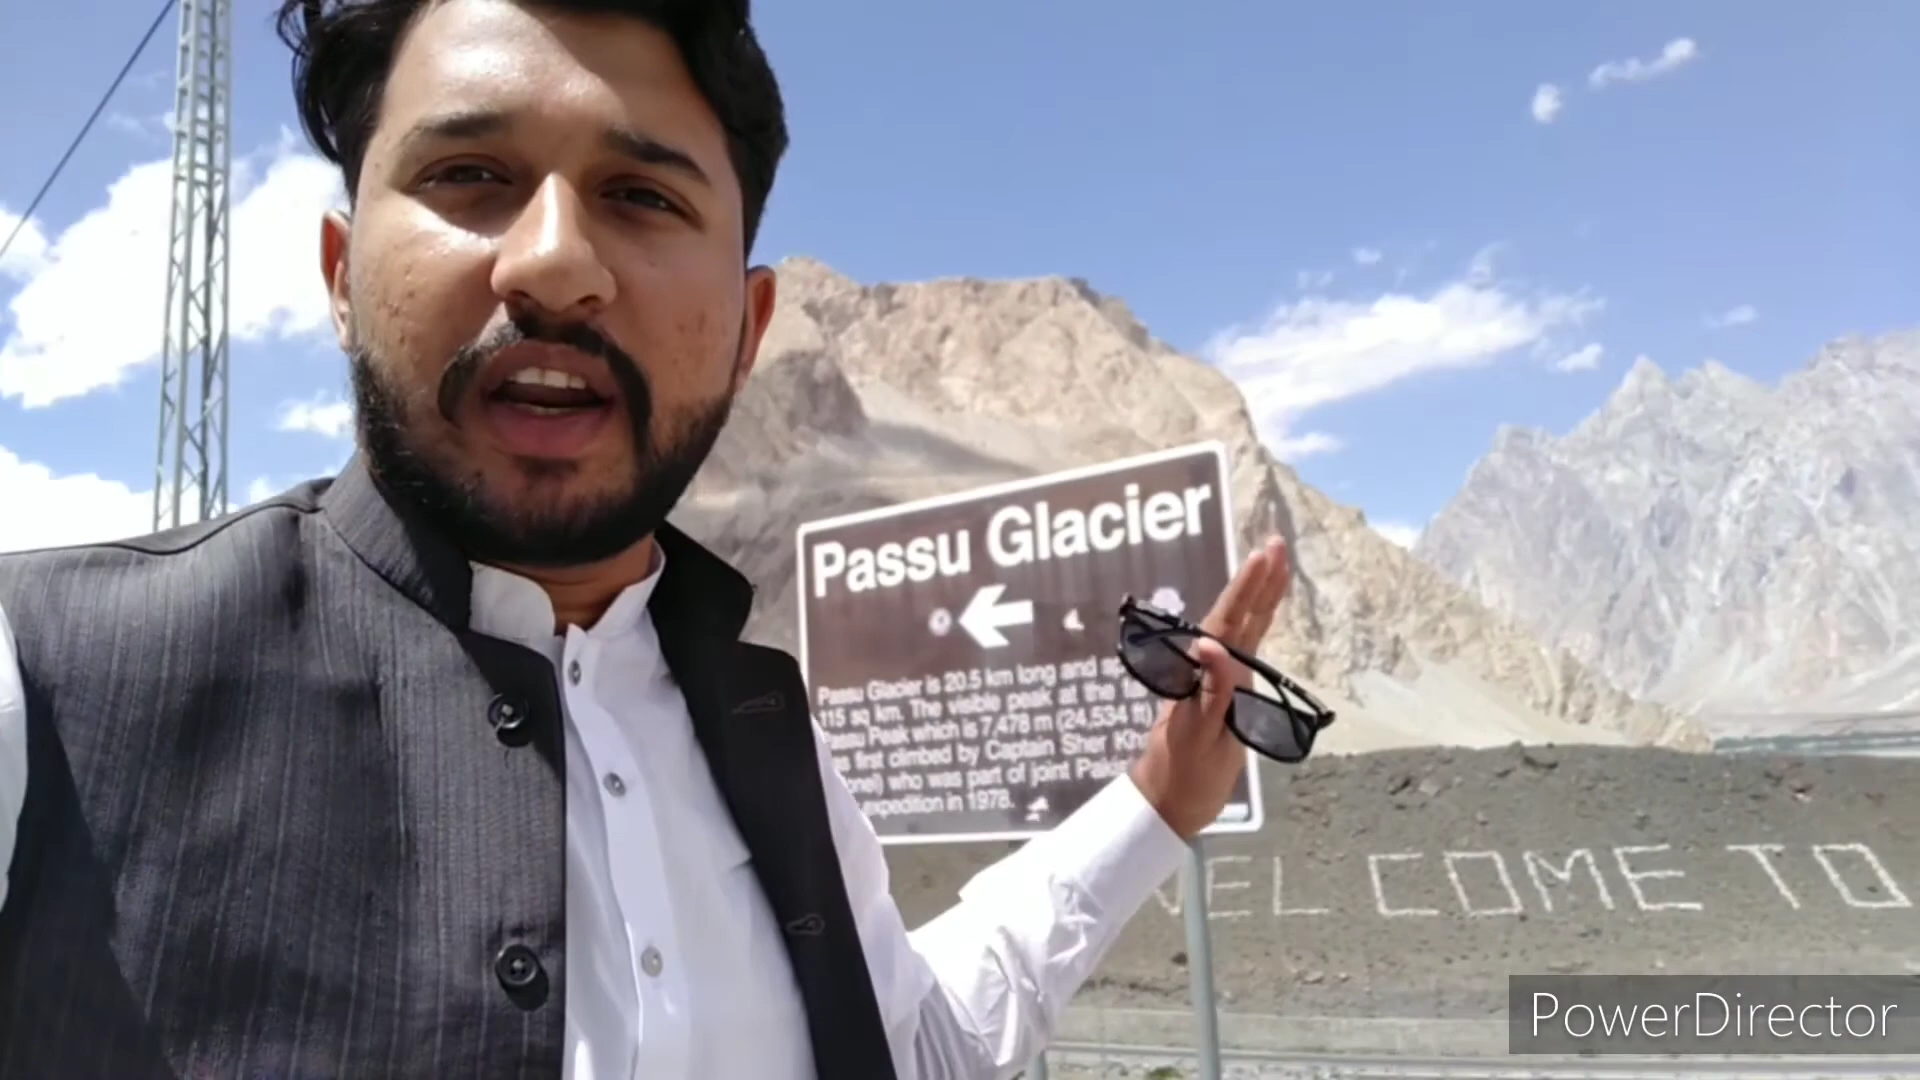 Passu Glacier
Passu Glacier is 20.5 km long and
115 sq km. The visible peak at the
Passu Peak which is 7,478 m (24,534 ft)
first climbed by Captain Sher
who was part of joint
expedition in 1978.
WELCOME TO
PowerDirector